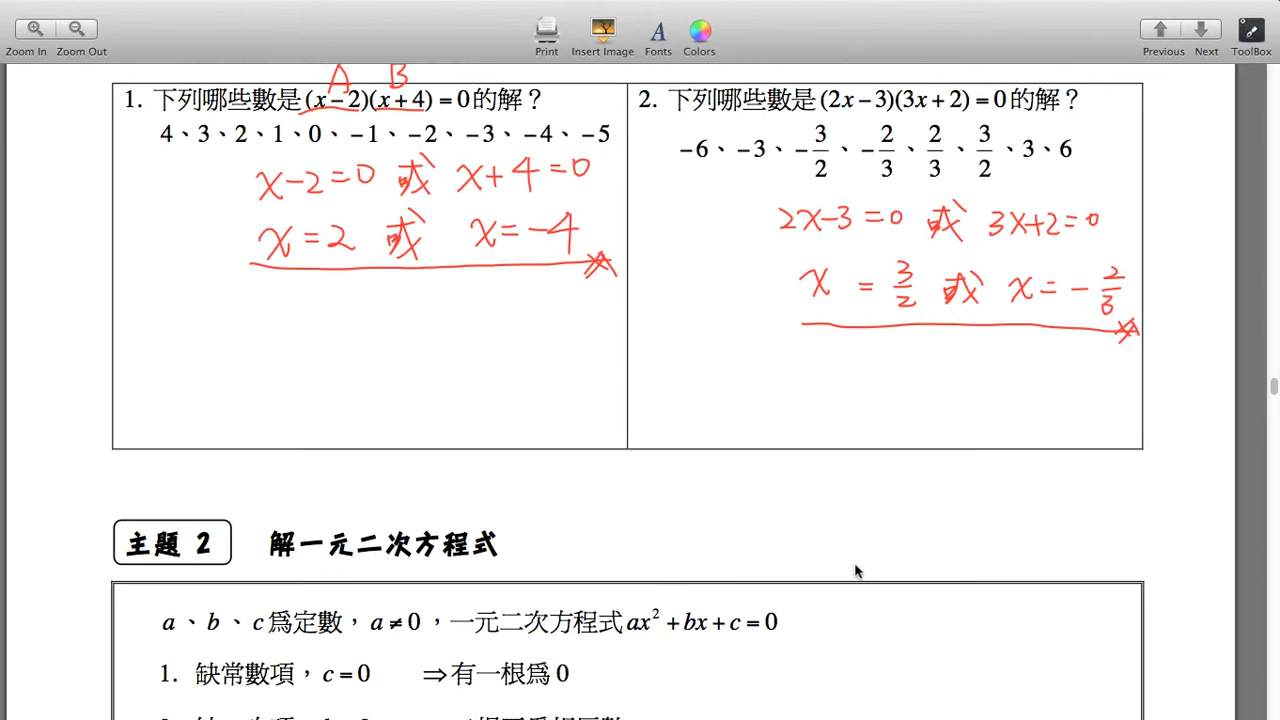 Zoom In Zoom Out Print Insert Image Fonts Colors Previous Next ToolBox
A B
1. 下列哪些數是(x−2)(x+4)=0的解？
4、3、2、1、0、−1、−2、−3、−4、−5
x−2=0 或 x+4=0
x=2 或 x=−4
2. 下列哪些數是(2x−3)(3x+2)=0的解？
−6、−3、−3/2、−2/3、2/3、3/2、3、6
2x−3=0 或 3x+2=0
x = 3/2 或 x=−2/3
主題 2 解一元二次方程式
a、b、c為定數，a≠0，一元二次方程式ax²+bx+c=0
1. 缺常數項，c=0 ⇒有一根為0